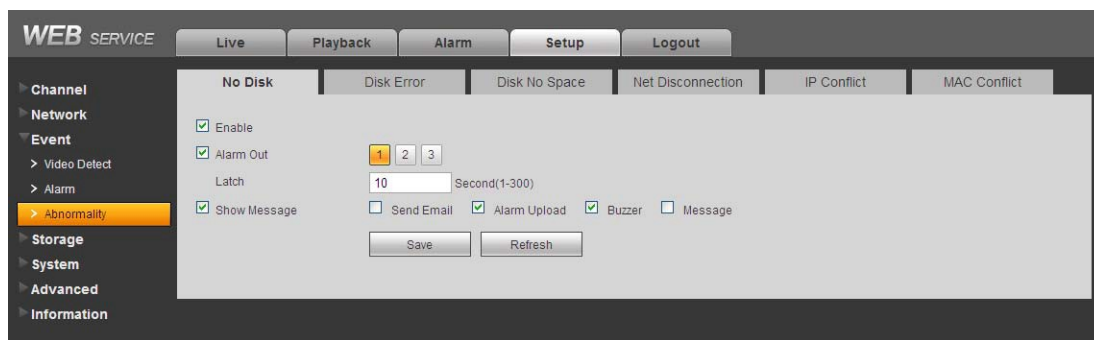 WEB SERVICE
Live Playback Alarm Setup Logout
No Disk Disk Error Disk No Space Net Disconnection IP Conflict MAC Conflict
Channel
Network
Event
> Video Detect
> Alarm
> Abnormality
Storage
System
Advanced
Information
Enable
Alarm Out 1 2 3
Latch 10 Second(1-300)
Show Message Send Email Alarm Upload Buzzer Message
Save Refresh